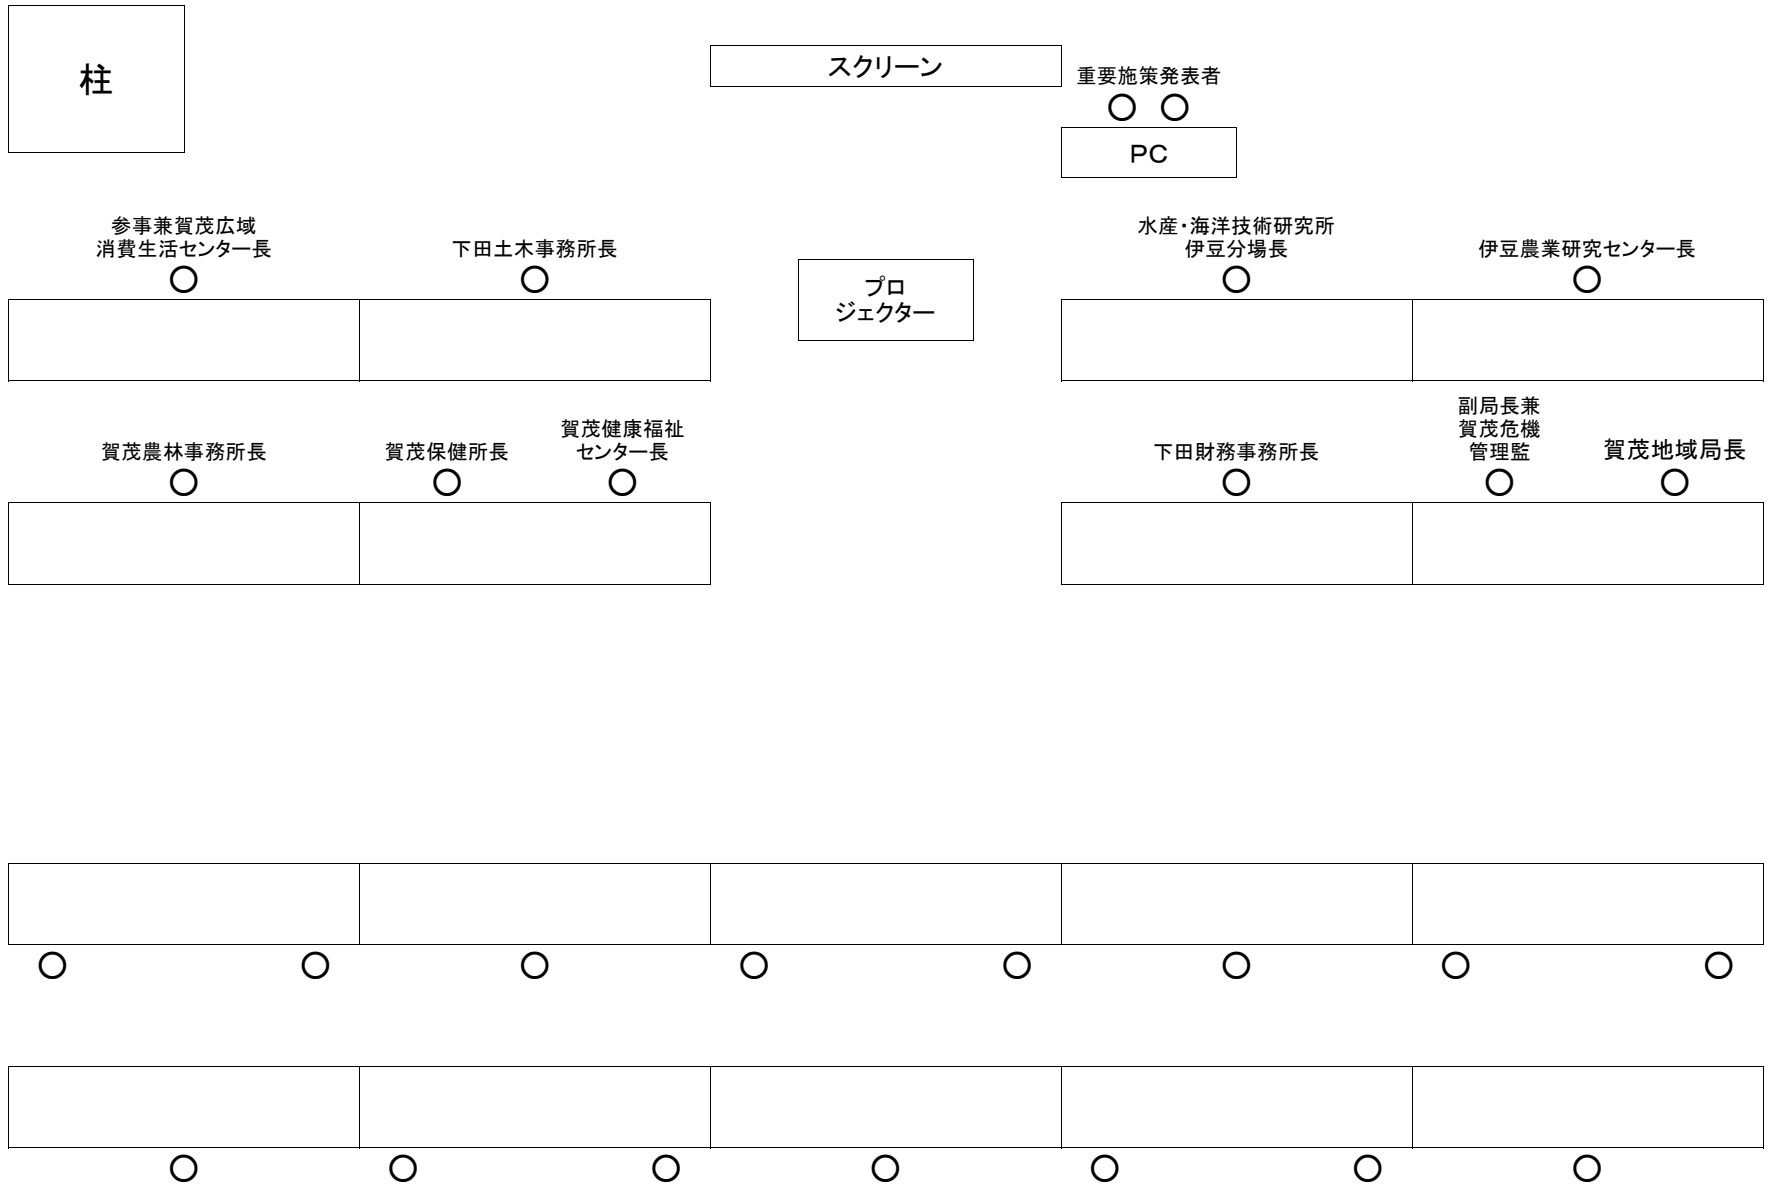 柱
スクリーン
重要施策発表者
○ ○
PC
参事兼賀茂広域
消費生活センター長
○
下田土木事務所長
○
プロ
ジェクター
水産・海洋技術研究所
伊豆分場長
○
伊豆農業研究センター長
○
賀茂農林事務所長
○
賀茂保健所長
○
賀茂健康福祉
センター長
○
下田財務事務所長
○
副局長兼
賀茂危機
管理監
○
賀茂地域局長
○
○ ○ ○ ○ ○ ○ ○ ○
○ ○ ○ ○ ○ ○ ○